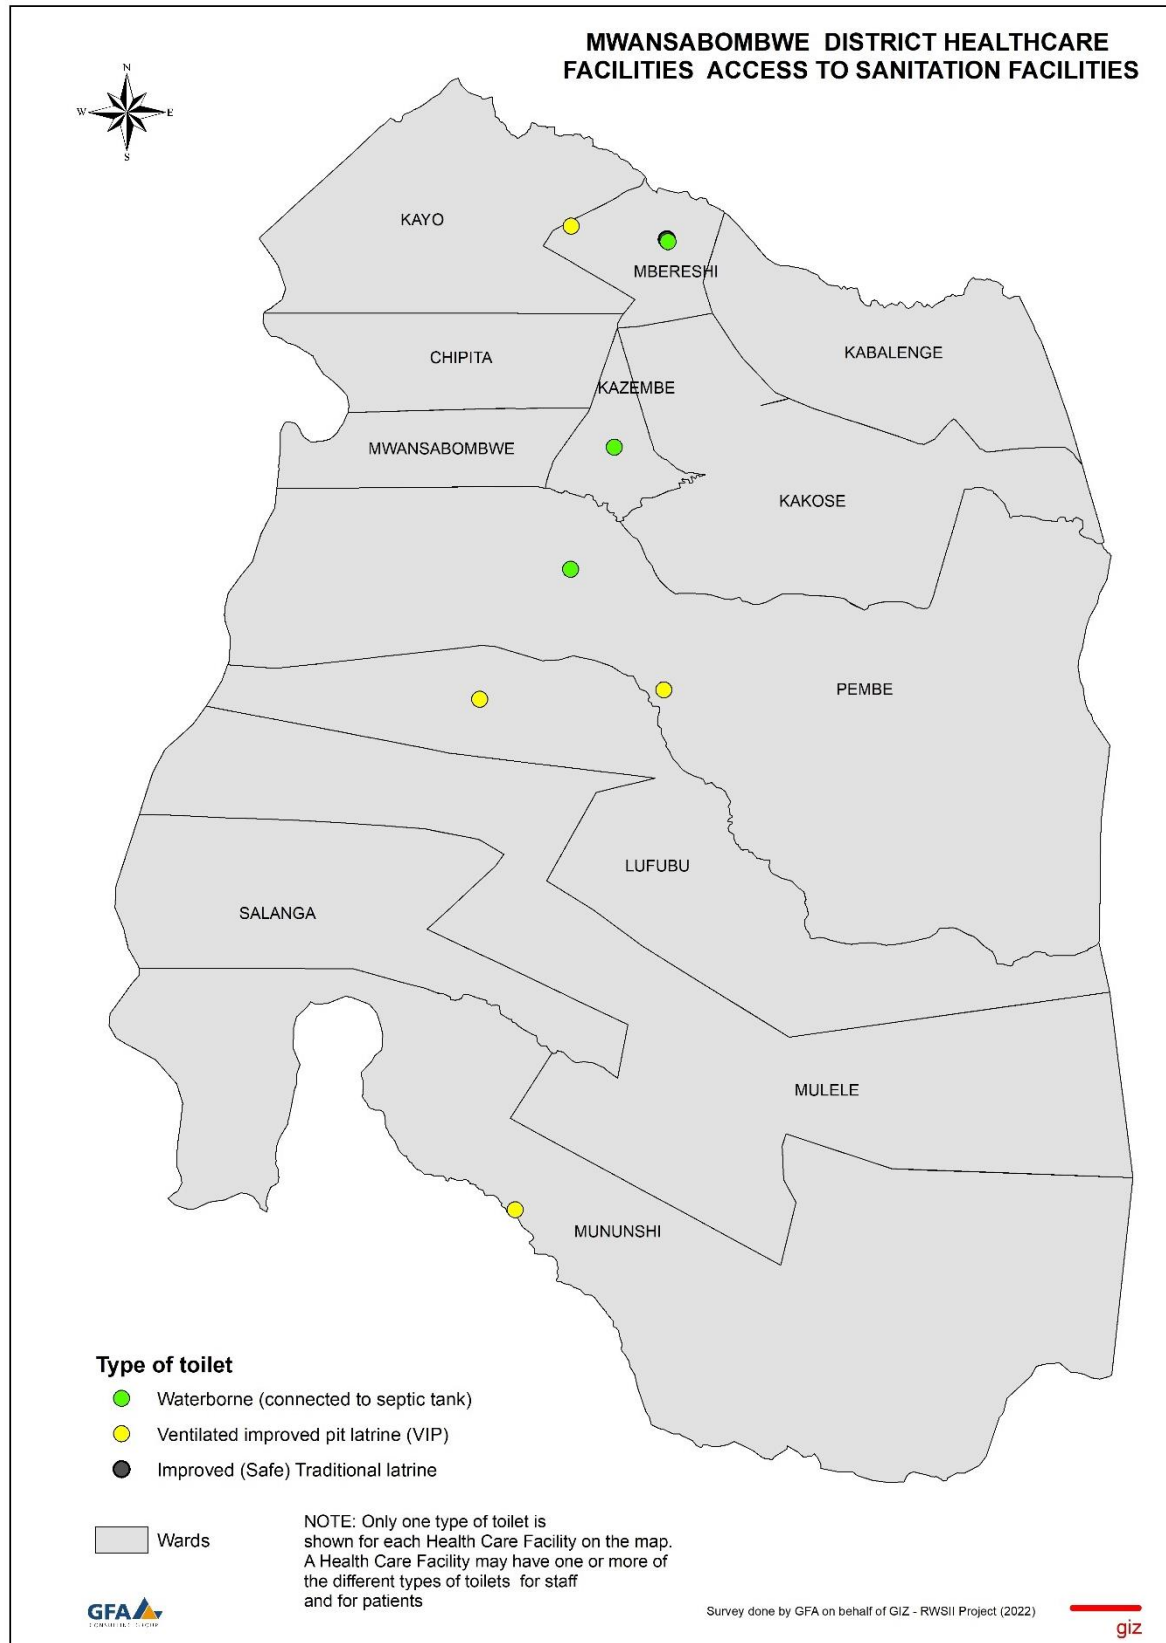 MWANSABOMBWE DISTRICT HEALTHCARE
FACILITIES ACCESS TO SANITATION FACILITIES
N
W
E
S
KAYO
MBERESHI
KABALENGE
CHIPITA
KAZEMBE
MWANSABOMBWE
KAKOSE
PEMBE
LUFUBU
SALANGA
MULELE
MUNUNSHI
Type of toilet
Waterborne (connected to septic tank)
Ventilated improved pit latrine (VIP)
Improved (Safe) Traditional latrine
Wards
NOTE: Only one type of toilet is
shown for each Health Care Facility on the map.
A Health Care Facility may have one or more of
the different types of toilets for staff
and for patients
GFA
CONSULTING GROUP
Survey done by GFA on behalf of GIZ - RWSII Project (2022)
giz